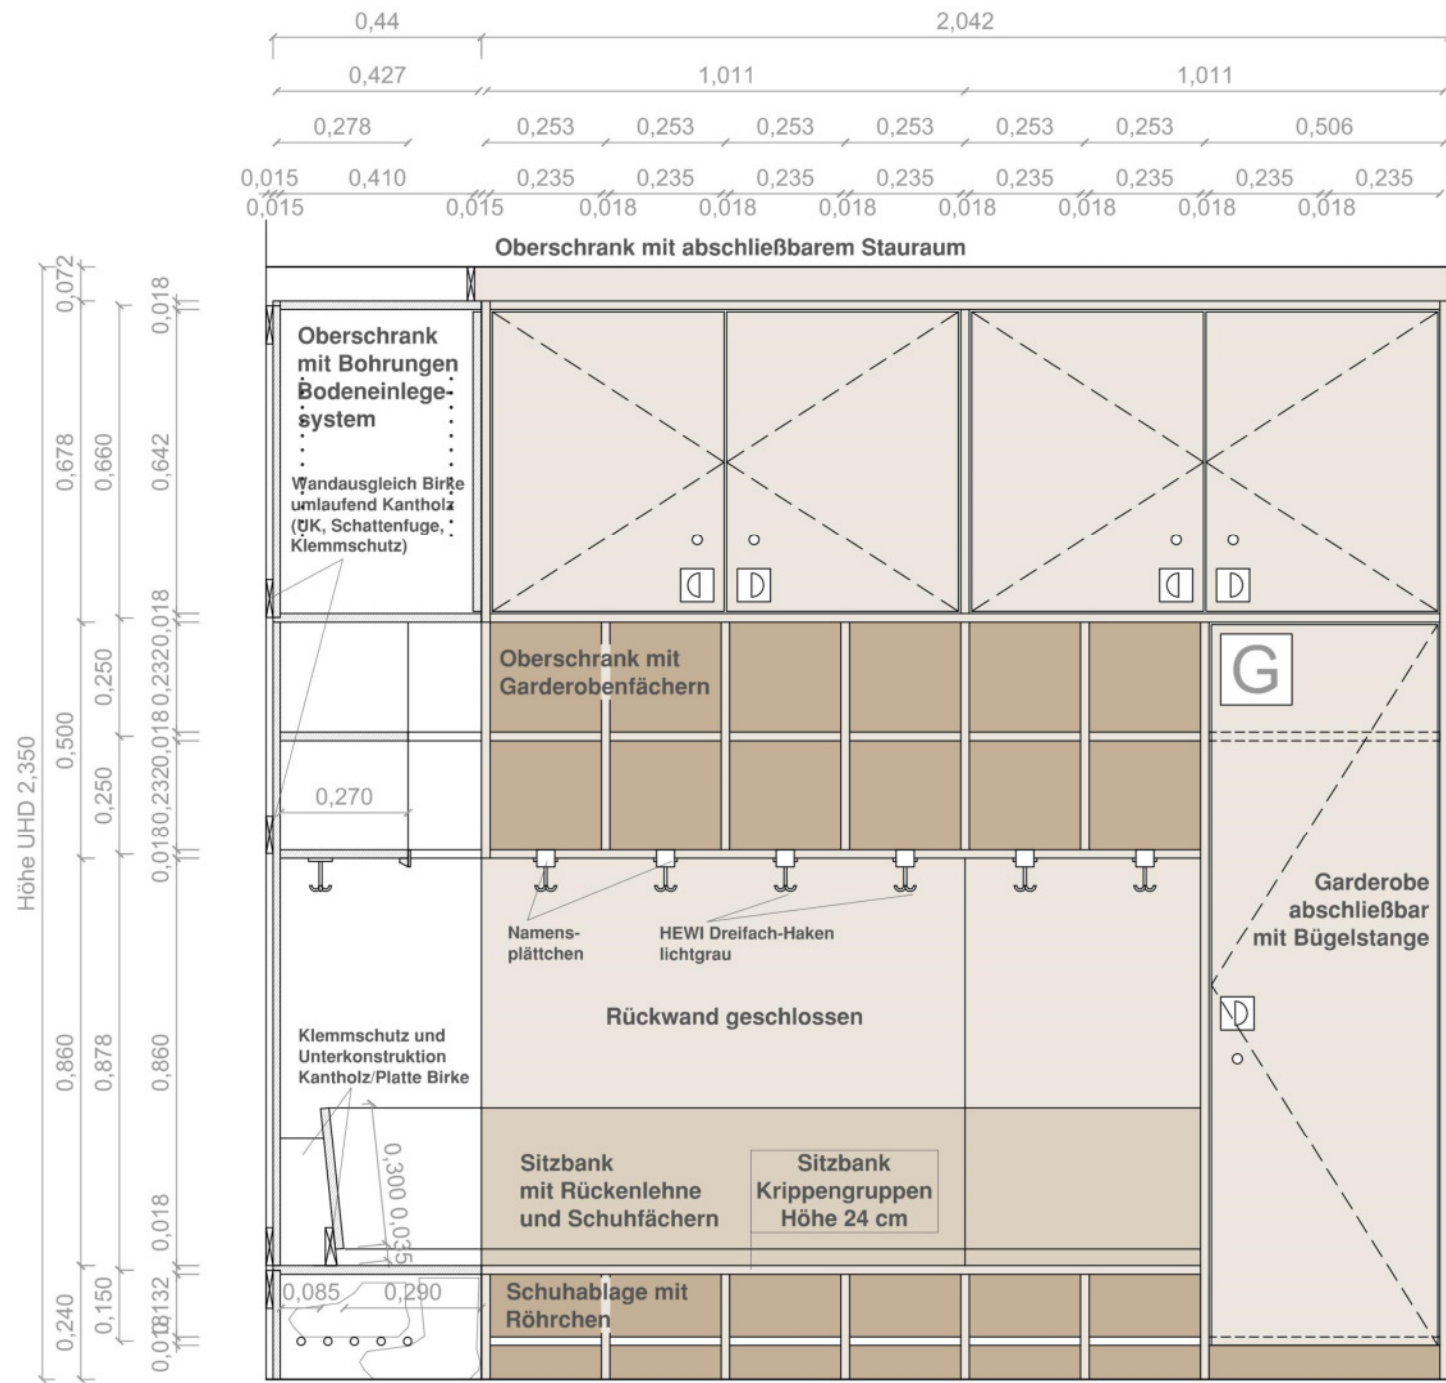 0,44 2,042
0,427 1,011 1,011
0,278 0,253 0,253 0,253 0,253 0,253 0,253 0,506
0,015 0,410 0,235 0,235 0,235 0,235 0,235 0,235 0,235 0,235
0,015 0,015 0,018 0,018 0,018 0,018 0,018 0,018 0,018
Oberschrank mit abschließbarem Stauraum
Höhe UHD 2,350
0,072
0,678
0,500
0,860
0,240
0,660
0,250
0,250
0,878
0,150
0,018
0,642
0,018
0,232
0,018
0,232
0,018
0,860
0,018
0,132
0,018
Oberschrank
mit Bohrungen
Bodeneinlege-
system
Wandausgleich Birke
umlaufend Kantholz
(UK, Schattenfuge,
Klemmschutz)
Oberschrank mit
Garderobenfächern
G
0,270
Namens-
plättchen
HEWI Dreifach-Haken
lichtgrau
Garderobe
abschließbar
mit Bügelstange
Rückwand geschlossen
Klemmschutz und
Unterkonstruktion
Kantholz/Platte Birke
0,300 0,035
Sitzbank
mit Rückenlehne
und Schuhfächern
Sitzbank
Krippengruppen
Höhe 24 cm
0,085 0,290
Schuhablage mit
Röhrchen